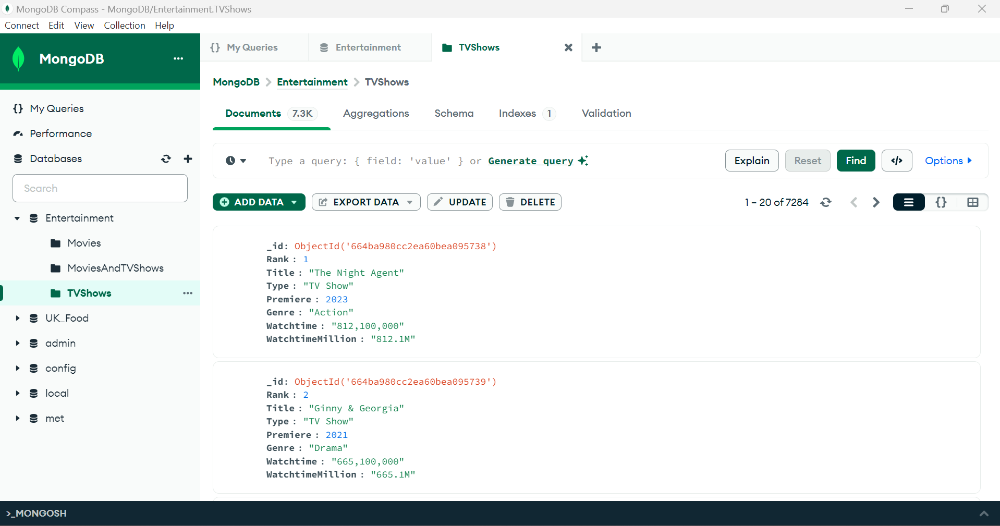 MongoDB Compass - MongoDB/Entertainment.TVShows
Connect Edit View Collection Help
MongoDB
My Queries
Performance
Databases
Search
Entertainment
Movies
MoviesAndTVShows
TVShows
UK_Food
admin
config
local
met
{} My Queries
Entertainment
TVShows
MongoDB > Entertainment > TVShows
Documents 7.3K Aggregations Schema Indexes 1 Validation
Type a query: { field: 'value' } or Generate query
Explain Reset Find </> Options
ADD DATA EXPORT DATA UPDATE DELETE
1 – 20 of 7284
{}
_id: ObjectId('664ba980cc2ea60bea095738')
Rank : 1
Title : "The Night Agent"
Type : "TV Show"
Premiere : 2023
Genre : "Action"
Watchtime : "812,100,000"
WatchtimeMillion : "812.1M"
_id: ObjectId('664ba980cc2ea60bea095739')
Rank : 2
Title : "Ginny & Georgia"
Type : "TV Show"
Premiere : 2021
Genre : "Drama"
Watchtime : "665,100,000"
WatchtimeMillion : "665.1M"
>_MONGOSH